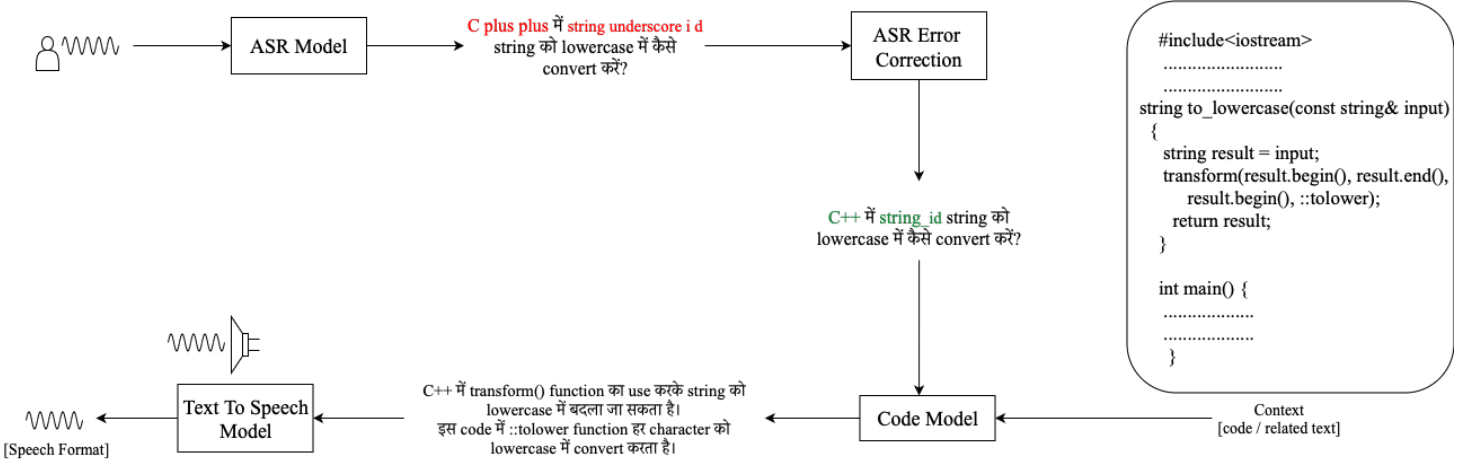 ASR Model
C plus plus में string underscore i d
string को lowercase में कैसे
convert करें?
ASR Error
Correction
C++ में string_id string को
lowercase में कैसे convert करें?
#include<iostream>
..........................
..........................
string to_lowercase(const string& input)
{
string result = input;
transform(result.begin(), result.end(),
result.begin(), ::tolower);
return result;
}
int main() {
....................
....................
}
Context
[code / related text]
Code Model
C++ में transform() function का use करके string को
lowercase में बदला जा सकता है।
इस code में ::tolower function हर character को
lowercase में convert करता है।
Text To Speech
Model
[Speech Format]